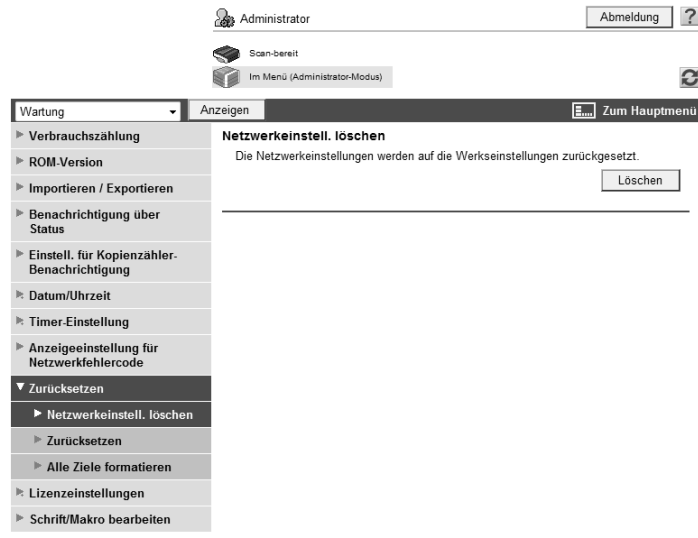 Administrator
Abmeldung
?
Scan-bereit
Im Menü (Administrator-Modus)
Wartung
Anzeigen
Zum Hauptmenü
Verbrauchszählung
ROM-Version
Importieren / Exportieren
Benachrichtigung über
Status
Einstell. für Kopienzähler-
Benachrichtigung
Datum/Uhrzeit
Timer-Einstellung
Anzeigeeinstellung für
Netzwerkfehlercode
Zurücksetzen
Netzwerkeinstell. löschen
Zurücksetzen
Alle Ziele formatieren
Lizenzeinstellungen
Schrift/Makro bearbeiten
Netzwerkeinstell. löschen
Die Netzwerkeinstellungen werden auf die Werkseinstellungen zurückgesetzt.
Löschen